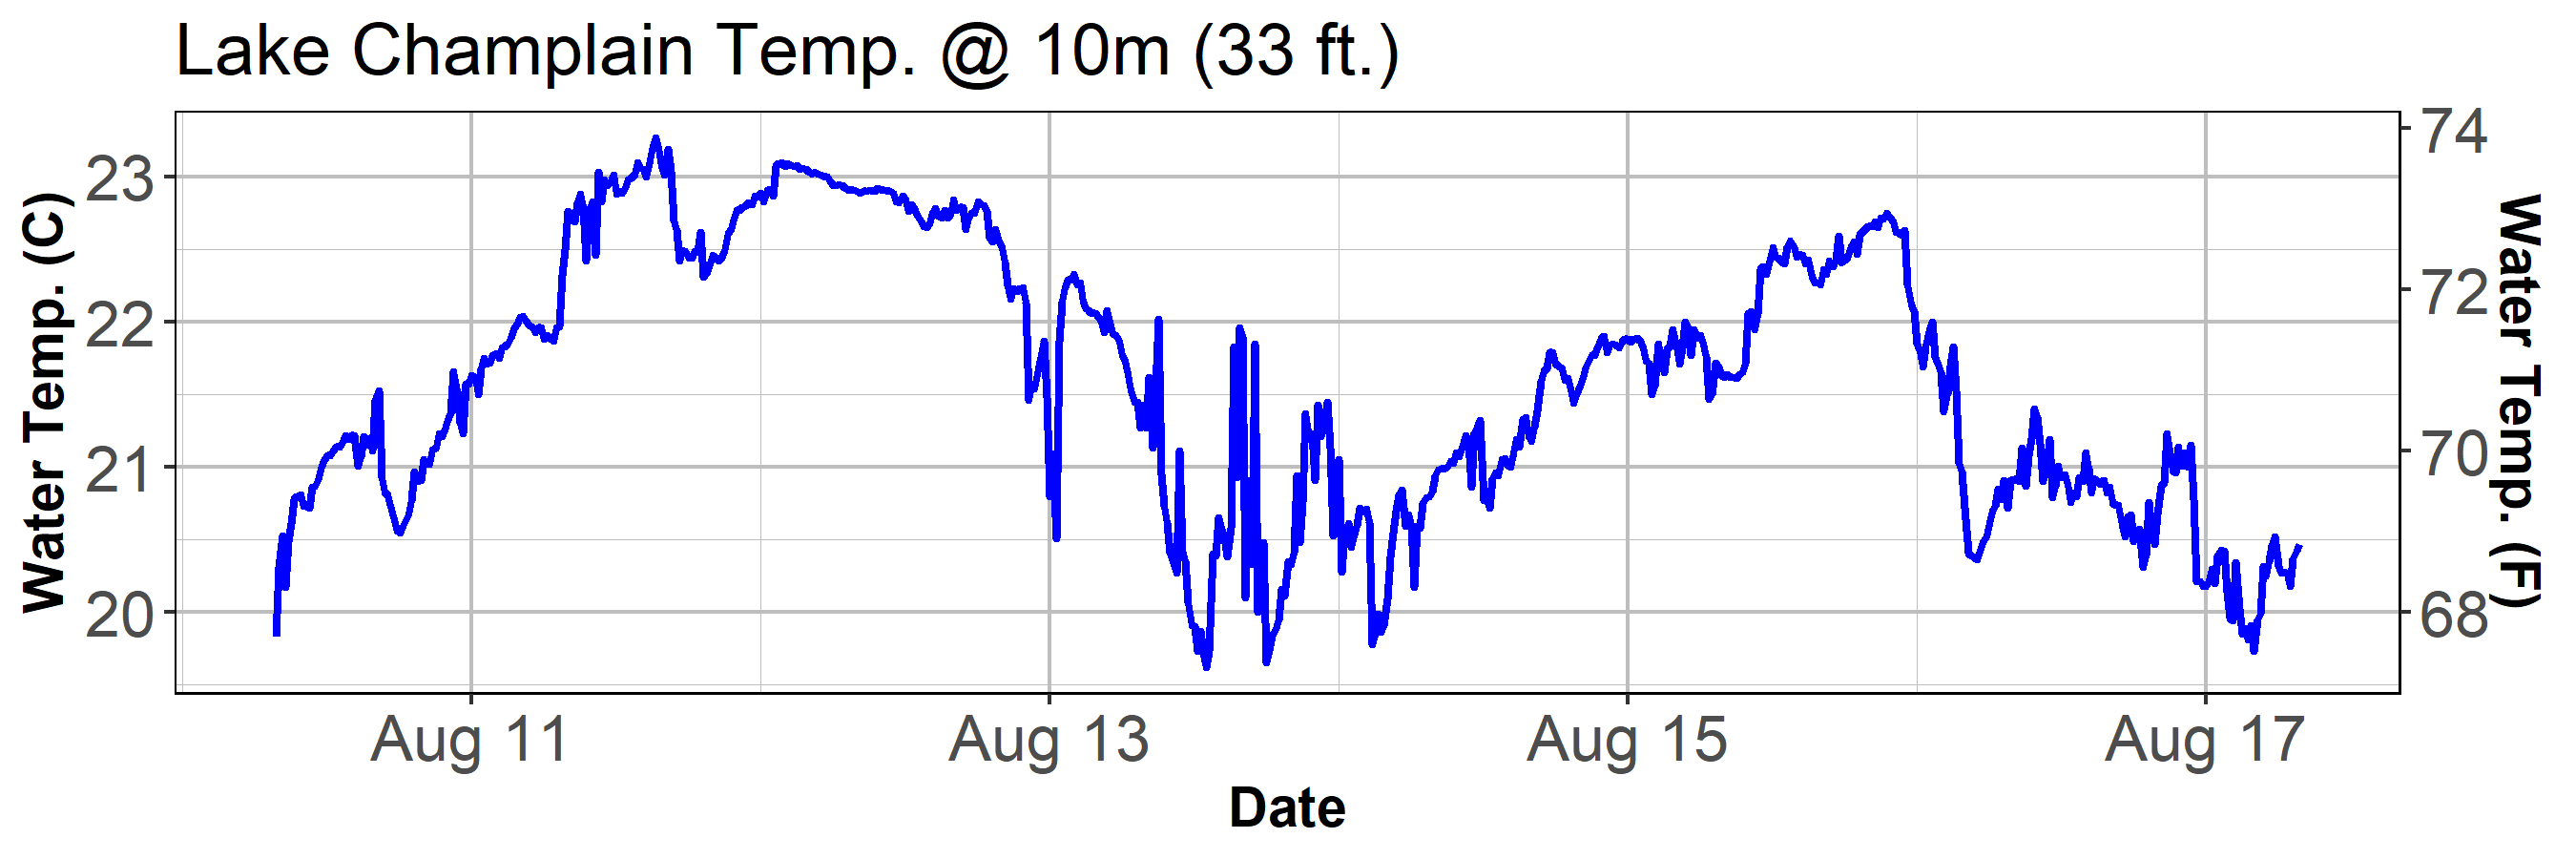 Lake Champlain Temp. @ 10m (33 ft.)
Water Temp. (C)
23
22
21
20
74
72
70
68
Water Temp. (F)
Aug 11
Aug 13
Aug 15
Aug 17
Date